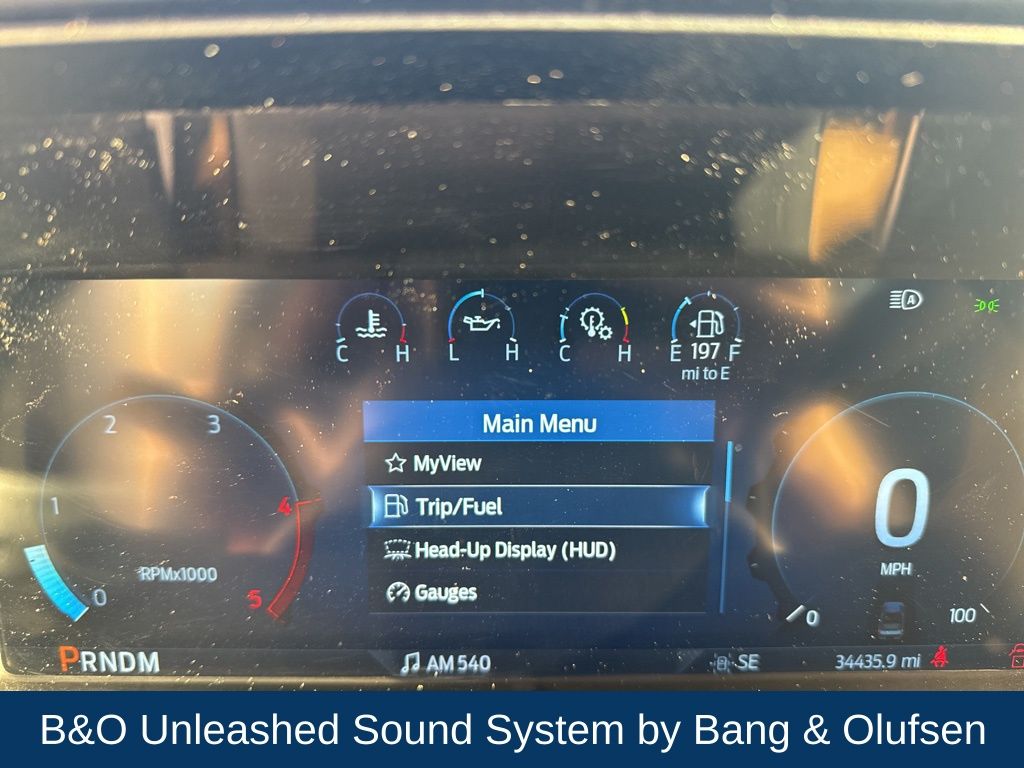 A
C H
L H
C H
E 197 F
mi to E
Main Menu
MyView
Trip/Fuel
Head-Up Display (HUD)
Gauges
2 3
1 4
0 5
RPMx1000
0
MPH
0 100
PRNDM
AM 540
SE
34435.9 mi
B&O Unleashed Sound System by Bang & Olufsen